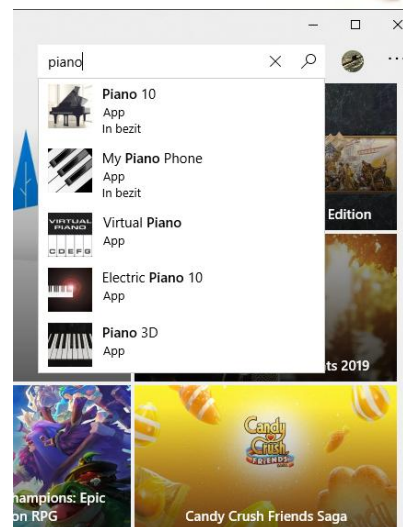 piano
Piano 10
App
In bezit
My Piano Phone
App
In bezit
VIRTUAL
PIANO
C D E F G
Virtual Piano
App
Electric Piano 10
App
Piano 3D
App
Edition
ts 2019
hampions: Epic
on RPG
Candy
Crush
FRIENDS
SAGA
Candy Crush Friends Saga